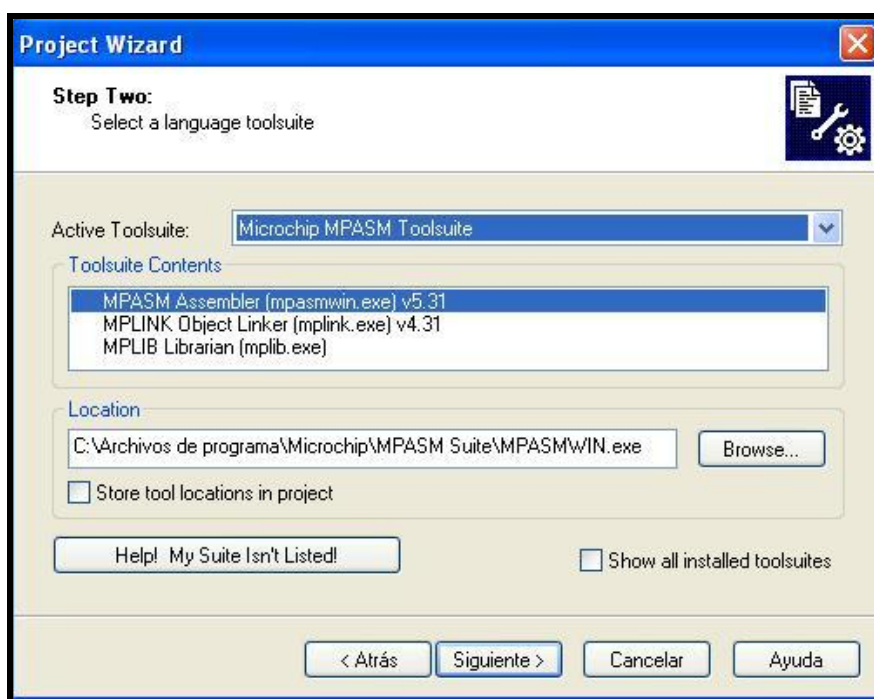 Project Wizard
Step Two:
Select a language toolsuite
Active Toolsuite: Microchip MPASM Toolsuite
Toolsuite Contents
MPASM Assembler (mpasmwin.exe) v5.31
MPLINK Object Linker (mplink.exe) v4.31
MPLIB Librarian (mplib.exe)
Location
C:\Archivos de programa\Microchip\MPASM Suite\MPASMWIN.exe Browse...
Store tool locations in project
Help! My Suite Isn't Listed! Show all installed toolsuites
< Atrás Siguiente > Cancelar Ayuda